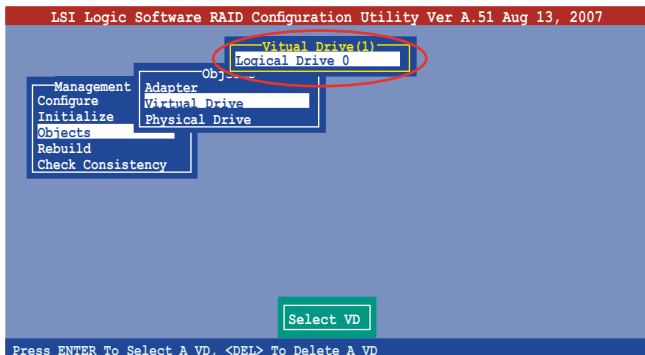 LSI Logic Software RAID Configuration Utility Ver A.51 Aug 13, 2007
Vitual Drive(1)
Logical Drive 0
Objects
Adapter
Virtual Drive
Physical Drive
Management
Configure
Initialize
Objects
Rebuild
Check Consistency
Select VD
Press ENTER To Select A VD, <DEL> To Delete A VD